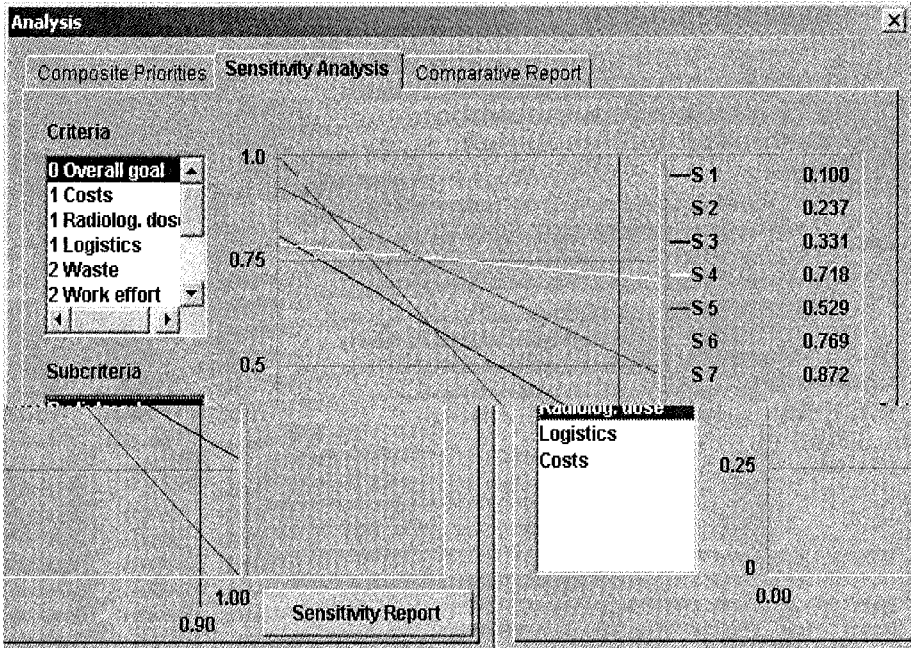 Analysis
Composite Priorities Sensitivity Analysis Comparative Report
Criteria
0 Overall goal
1 Costs
1 Radiolog. dos
1 Logistics
2 Waste
2 Work effort
1.0
0.75
0.5
S 1 0.100
S 2 0.237
S 3 0.331
S 4 0.718
S 5 0.529
S 6 0.769
S 7 0.872
Subcriteria
Radiolog. dose
Logistics
Costs
0.25
0
0.00
1.00
0.90
Sensitivity Report